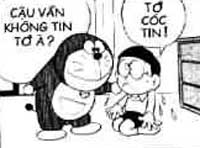 CẬU VẪN
KHÔNG TIN
TỚ À?
TỚ
CÓC
TIN!